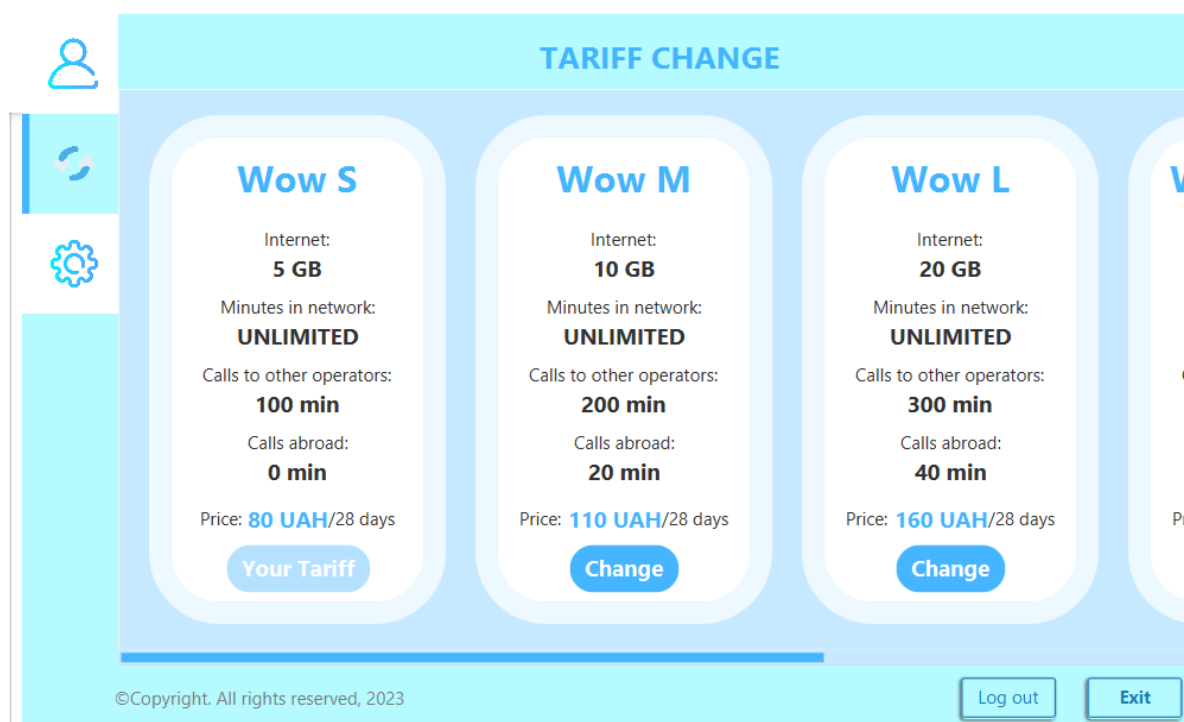 TARIFF CHANGE
Wow S
Internet:
5 GB
Minutes in network:
UNLIMITED
Calls to other operators:
100 min
Calls abroad:
0 min
Price: 80 UAH/28 days
Your Tariff
Wow M
Internet:
10 GB
Minutes in network:
UNLIMITED
Calls to other operators:
200 min
Calls abroad:
20 min
Price: 110 UAH/28 days
Change
Wow L
Internet:
20 GB
Minutes in network:
UNLIMITED
Calls to other operators:
300 min
Calls abroad:
40 min
Price: 160 UAH/28 days
Change
©Copyright. All rights reserved, 2023
Log out
Exit